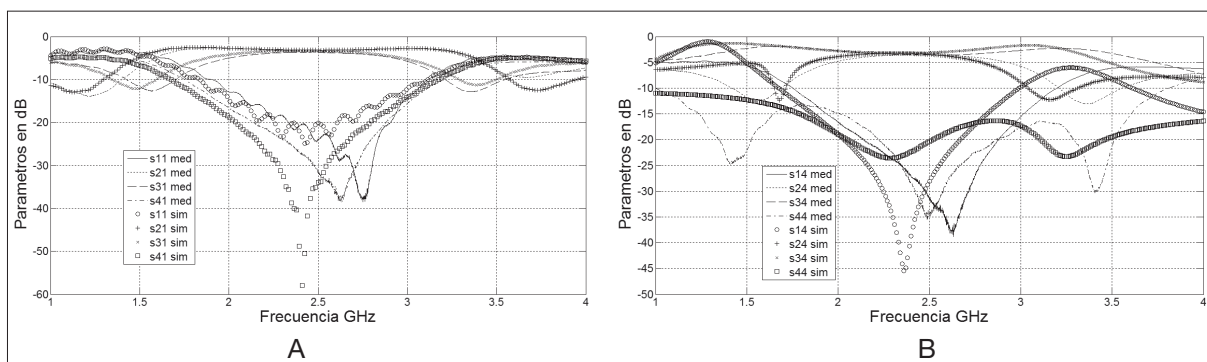 0
-10
-20
-30
-40
-50
-60
Parametros en dB
s11 med
s21 med
s31 med
s41 med
s11 sim
s21 sim
s31 sim
s41 sim
1
1.5
2
2.5
3
3.5
4
Frecuencia GHz
A
0
-5
-10
-15
-20
-25
-30
-35
-40
-45
-50
Parametros en dB
s14 med
s24 med
s34 med
s44 med
s14 sim
s24 sim
s34 sim
s44 sim
1
1.5
2
2.5
3
3.5
4
Frecuencia GHz
B